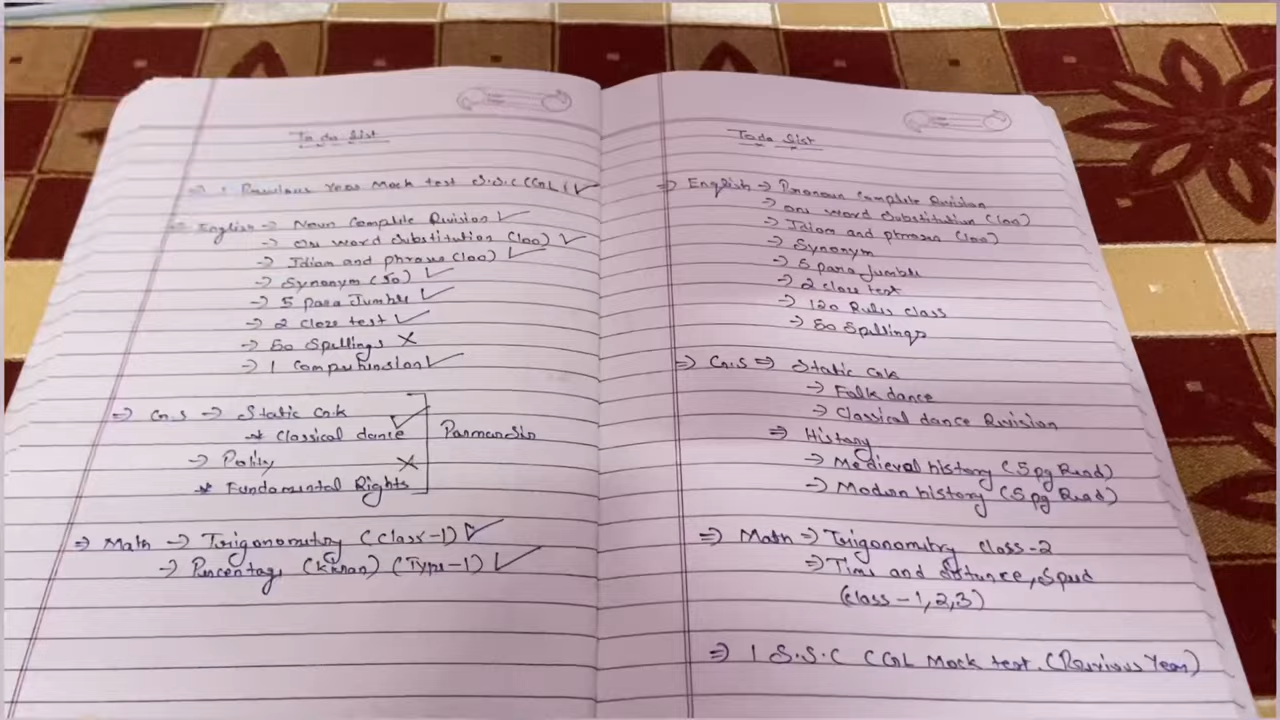 To do List
⇒ 1 Previous Year Mock test S.S.C CGL ✓
⇒ English → Noun Complete Revision ✓
→ One word Substitution (100) ✓
→ Idiom and phrases (100) ✓
→ Synonym (50) ✓
→ 5 para Jumble ✓
→ 2 Cloze test ✓
→ 50 Spellings ✗
→ 1 Comprehension ✓
⇒ G.S → Static G.K
* Classical dance ✓
→ Polity ✗
* Fundamental Rights
⇒ Math → Trigonometry (Class-1) ✓
→ Percentage (Type-1) ✓
To do List
⇒ English → Pronoun Complete Revision
→ One word Substitution (100)
→ Idiom and phrases (100)
→ Synonym
→ 5 para Jumble
→ 2 cloze test
→ 120 Rules class
→ 50 Spellings
⇒ G.S ⇒ Static G.K
→ Folk dance
→ Classical dance Revision
⇒ History
→ Medieval history (5 pg Read)
→ Modern history (5 pg Read)
⇒ Math → Trigonometry class-2
⇒ Time and distance, Speed
(class-1,2,3)
⇒ 1 S.S.C CGL Mock test. (Previous Year)